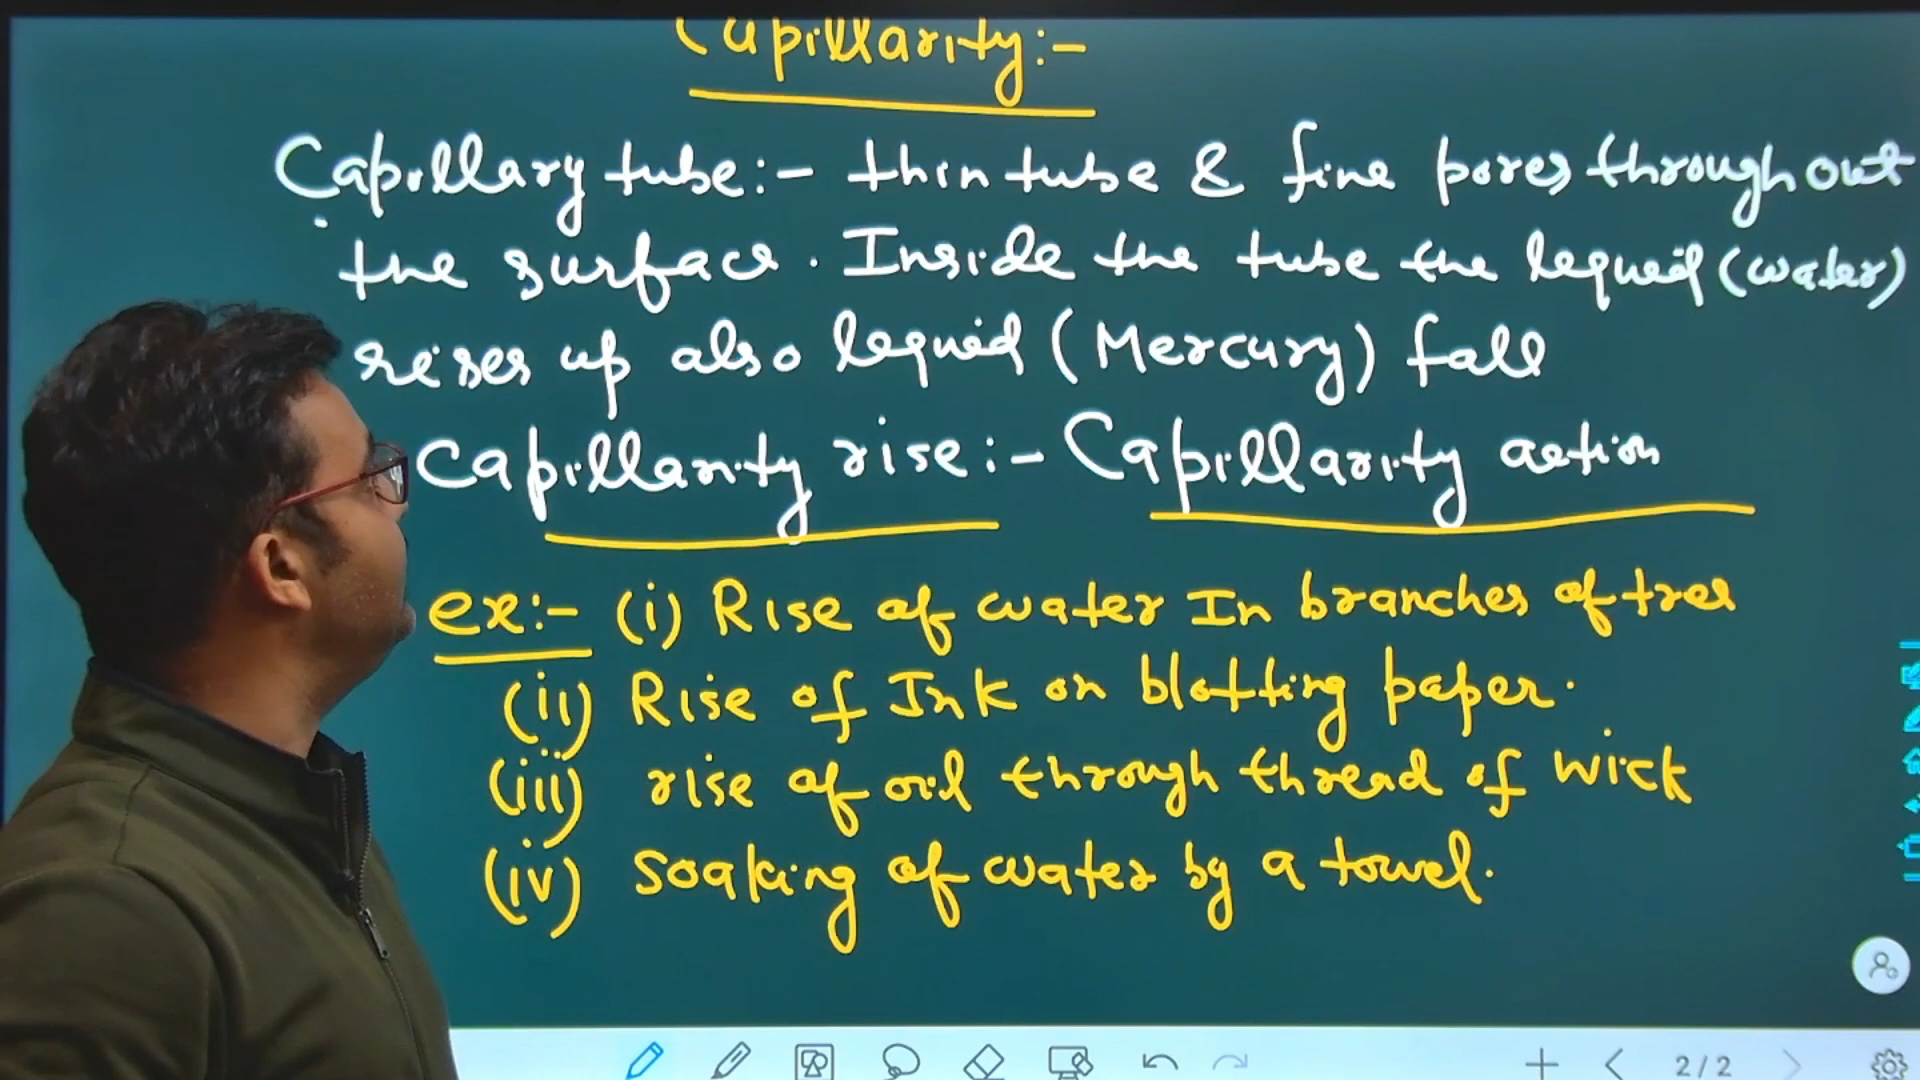 Capillarity:-
Capillary tube:- thin tube & fine pores throughout
the surface. Inside the tube the lequid (water)
rises up also lequid (Mercury) fall
Capillarity rise:- Capillarity action
ex:- (i) Rise of water In branches of tree
(ii) Rise of Ink on blotting paper.
(iii) rise of oil through thread of wick
(iv) Soaking of water by a towel.
2/2